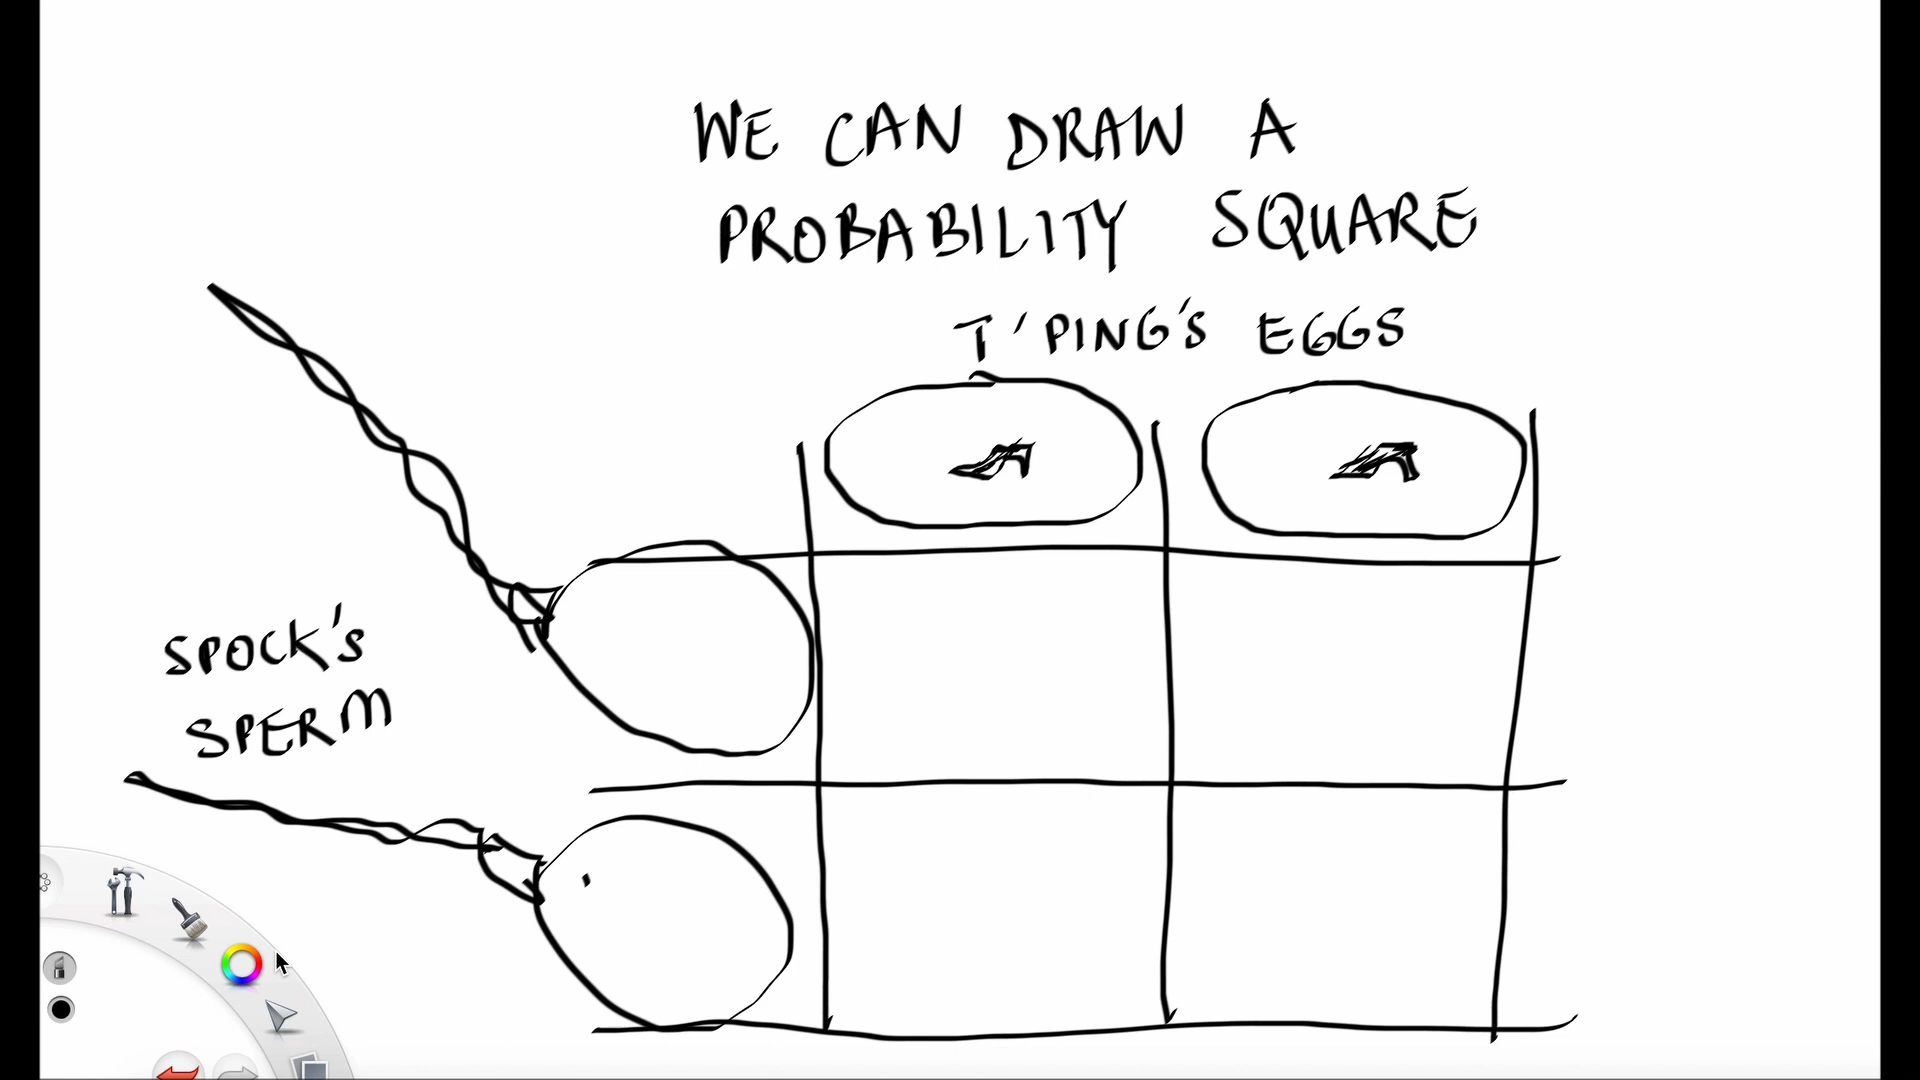 WE CAN DRAW A
PROBABILITY SQUARE
T'PING'S EGGS
SPOCK'S
SPERM